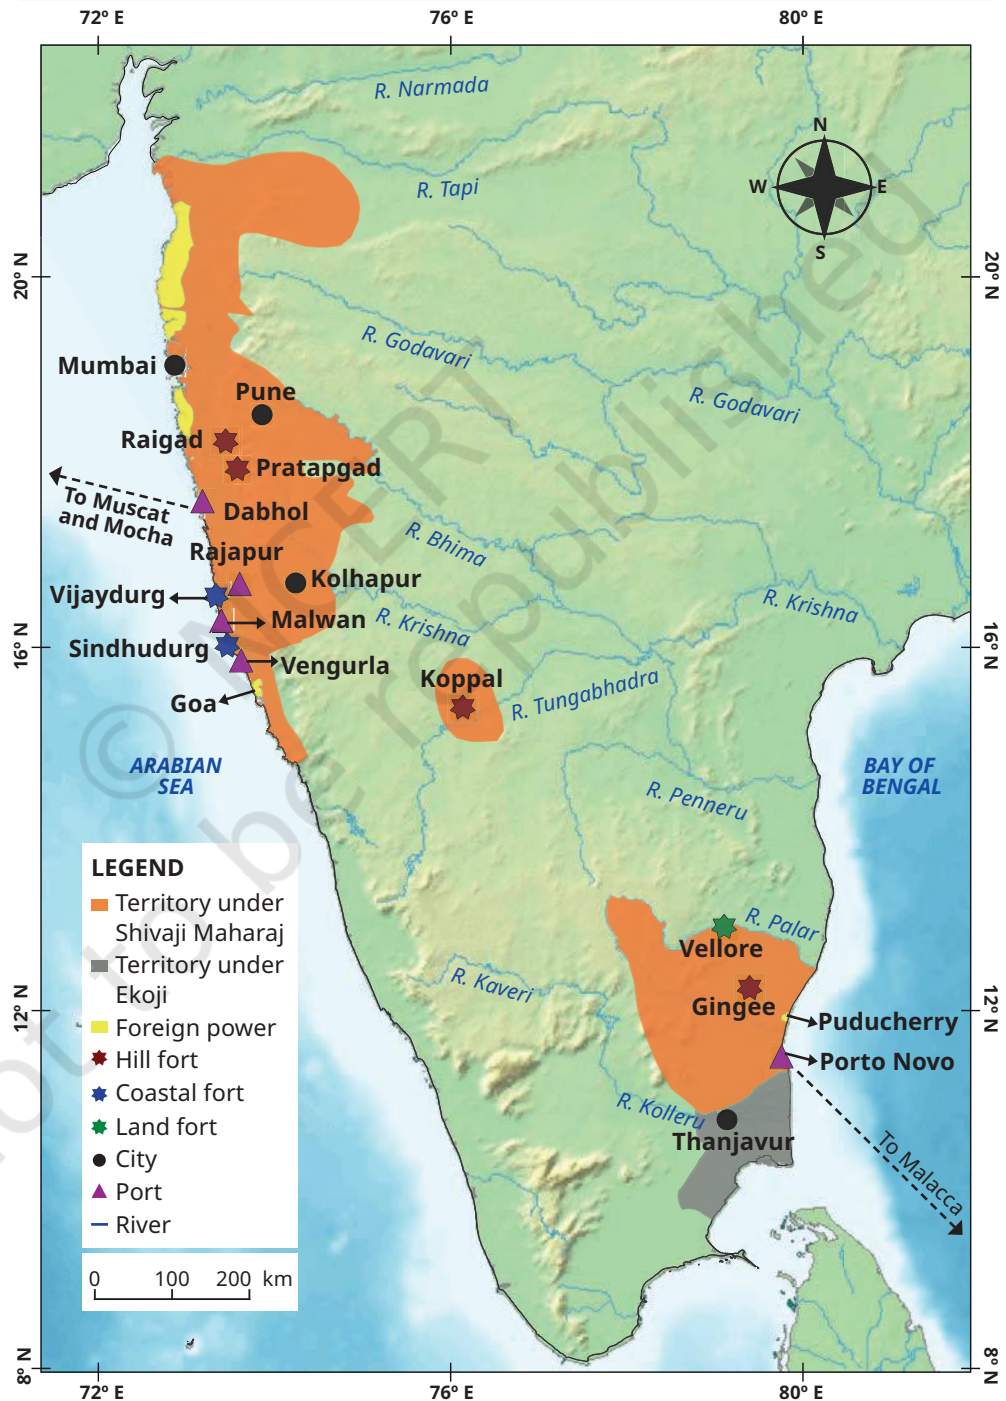 72° E
76° E
80° E
R. Narmada
N
W
E
S
R. Tapi
20° N
20° N
R. Godavari
Mumbai
Pune
R. Godavari
Raigad
Pratapgad
To Muscat
and Mocha
Dabhol
R. Bhima
Rajapur
Kolhapur
Vijaydurg
R. Krishna
Malwan
R. Krishna
16° N
16° N
Sindhudurg
Vengurla
Koppal
Goa
R. Tungabhadra
ARABIAN
SEA
BAY OF
BENGAL
R. Penneru
LEGEND
Territory under
Shivaji Maharaj
Territory under
Ekoji
Foreign power
Hill fort
Coastal fort
Land fort
City
Port
River
0 100 200 km
R. Palar
Vellore
R. Kaveri
Gingee
12° N
12° N
Puducherry
Porto Novo
R. Kolleru
Thanjavur
To Malacca
8° N
8° N
72° E
76° E
80° E
© NCERT
not to be republished